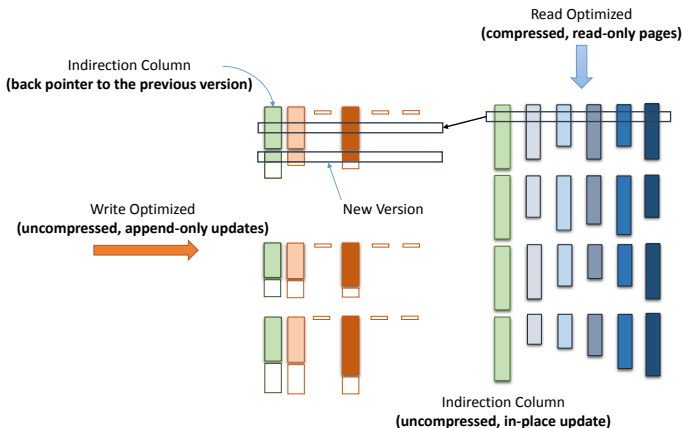 Read Optimized
(compressed, read-only pages)
Indirection Column
(back pointer to the previous version)
Write Optimized
(uncompressed, append-only updates)
New Version
Indirection Column
(uncompressed, in-place update)